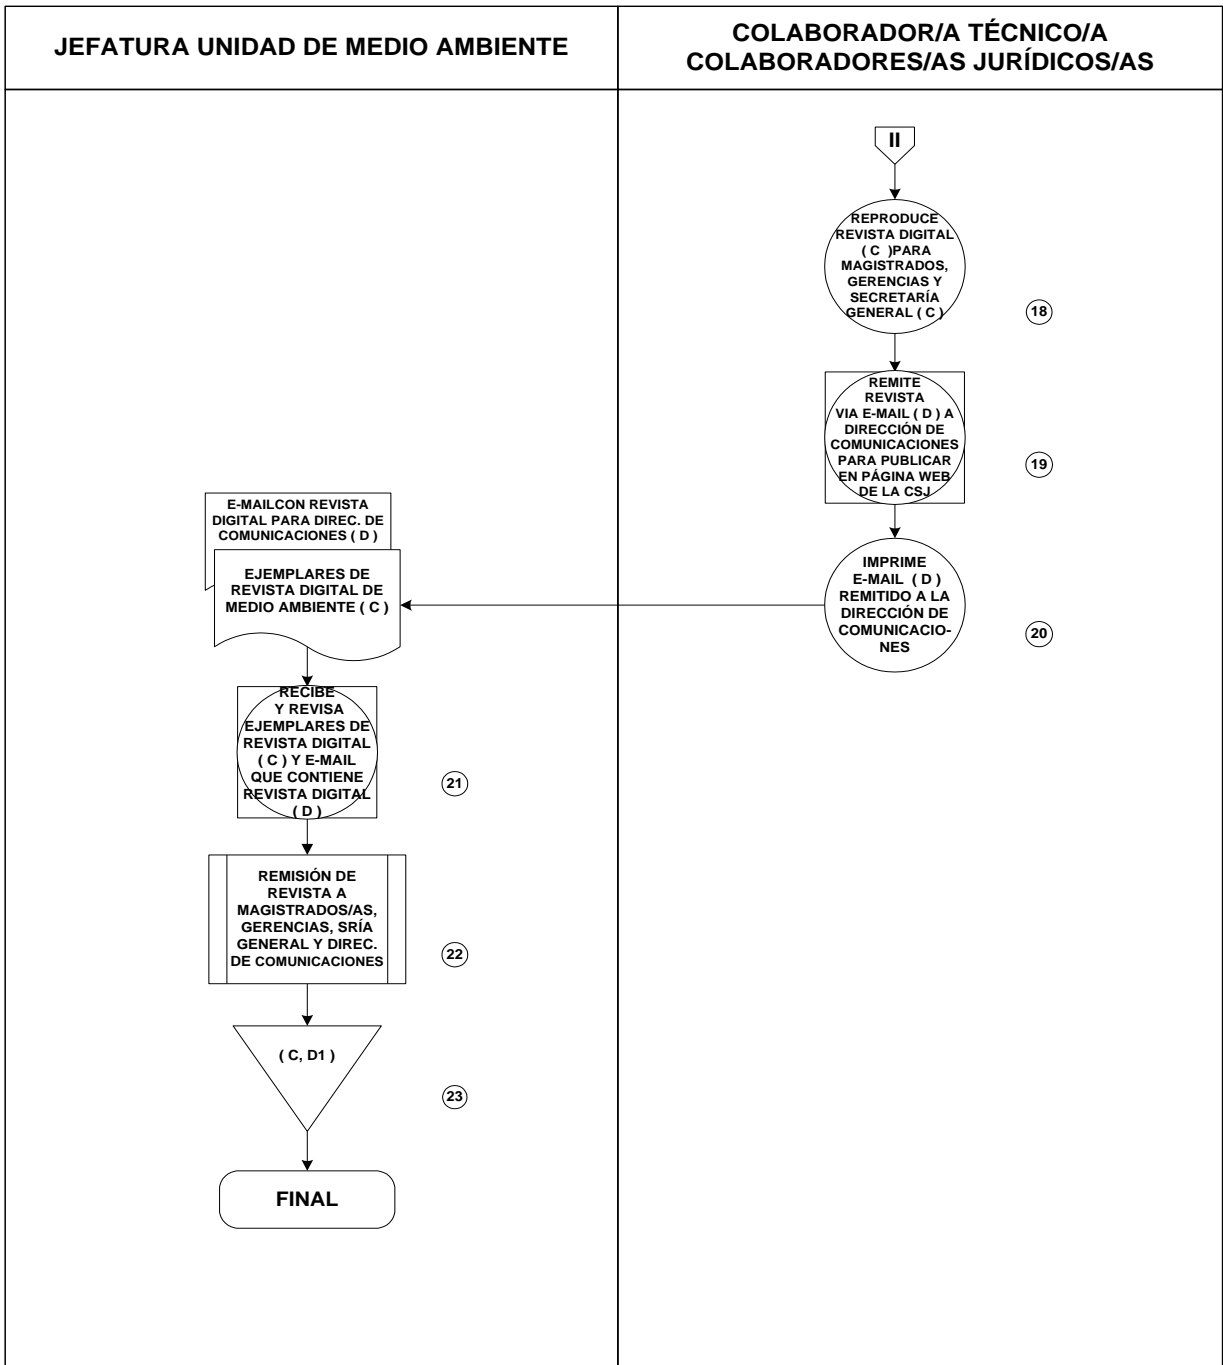 JEFATURA UNIDAD DE MEDIO AMBIENTE
COLABORADOR/A TÉCNICO/A
COLABORADORES/AS JURÍDICOS/AS
II
REPRODUCE
REVISTA DIGITAL
( C )PARA
MAGISTRADOS,
GERENCIAS Y
SECRETARÍA
GENERAL ( C )
18
REMITE
REVISTA
VIA E-MAIL ( D ) A
DIRECCIÓN DE
COMUNICACIONES
PARA PUBLICAR
EN PÁGINA WEB
DE LA CSJ
19
IMPRIME
E-MAIL ( D )
REMITIDO A LA
DIRECCIÓN DE
COMUNICACIO-
NES
20
E-MAILCON REVISTA
DIGITAL PARA DIREC. DE
COMUNICACIONES ( D )
EJEMPLARES DE
REVISTA DIGITAL DE
MEDIO AMBIENTE ( C )
RECIBE
Y REVISA
EJEMPLARES DE
REVISTA DIGITAL
( C ) Y E-MAIL
QUE CONTIENE
REVISTA DIGITAL
( D )
21
REMISIÓN DE
REVISTA A
MAGISTRADOS/AS,
GERENCIAS, SRÍA
GENERAL Y DIREC.
DE COMUNICACIONES
22
( C, D1 )
23
FINAL